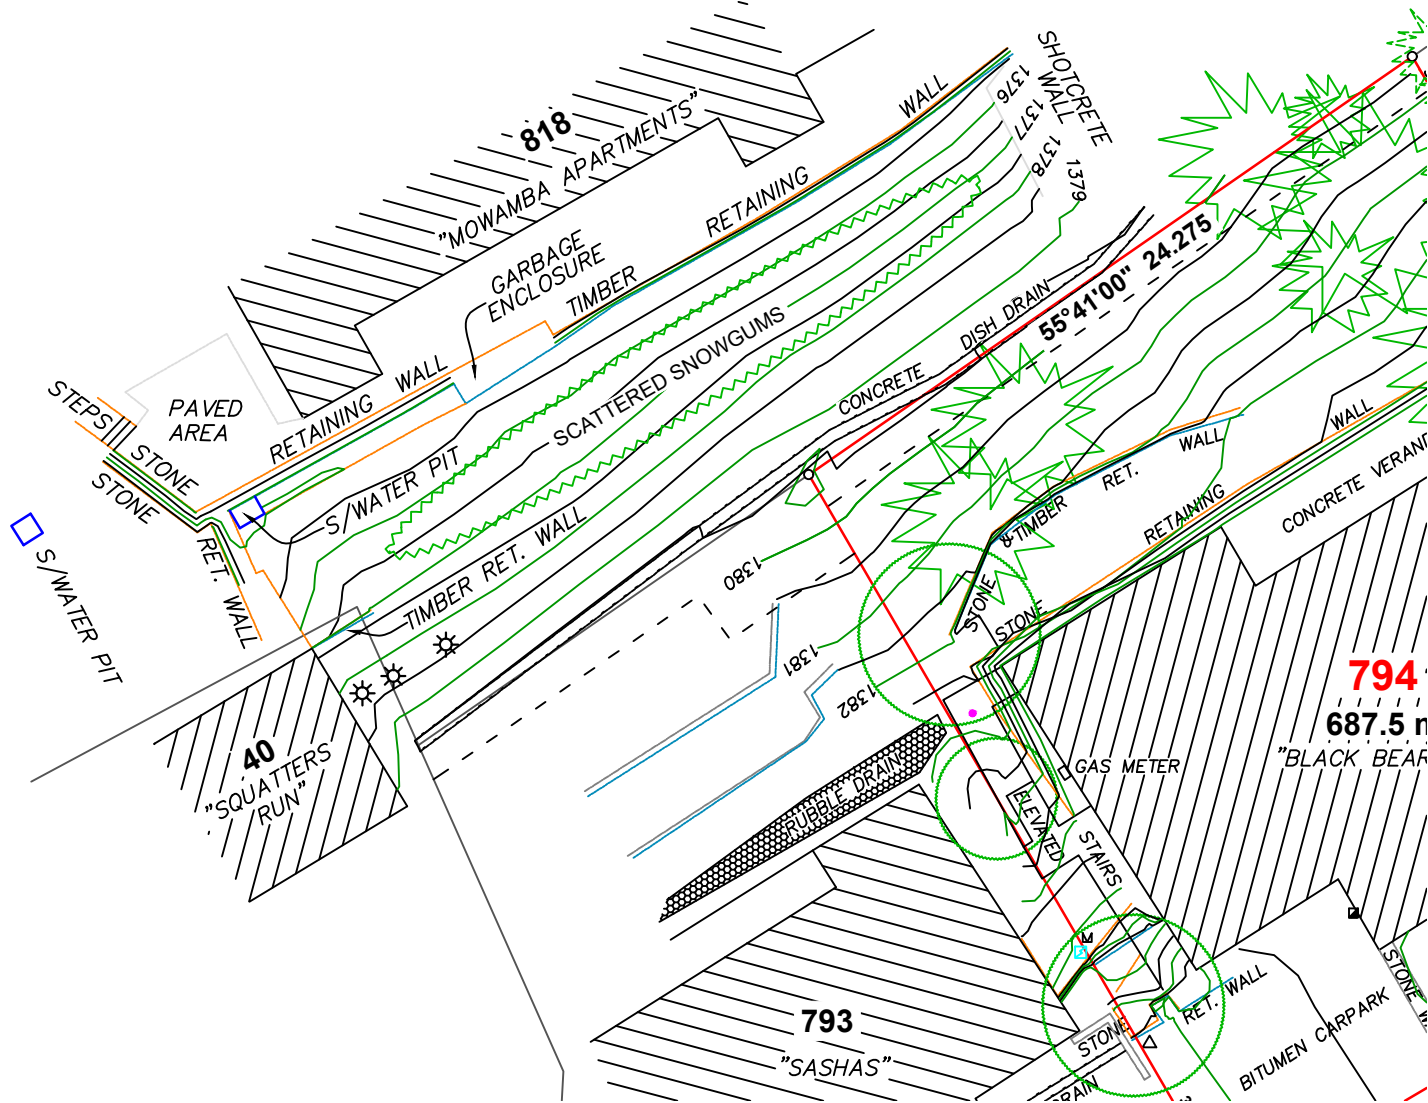 818
"MOWAMBA APARTMENTS"
SHOTCRETE
WALL
1376
1377
1378
1379
RETAINING
WALL
GARBAGE
ENCLOSURE
TIMBER
55°41'00" 24.275
CONCRETE
DISH DRAIN
SCATTERED SNOWGUMS
STEPS
PAVED
AREA
RETAINING
WALL
STONE
STONE
RET. WALL
S/WATER PIT
S/WATER PIT
TIMBER RET. WALL
1380
1381
1382
& TIMBER
RET.
WALL
STONE
RETAINING
WALL
STONE
40
"SQUATTERS
RUN"
RUBBLE DRAIN
GAS METER
ELEVATED
STAIRS
794
687.5
"BLACK BEAR
793
"SASHAS"
STONE
RET. WALL
BITUMEN CARPARK
STONE